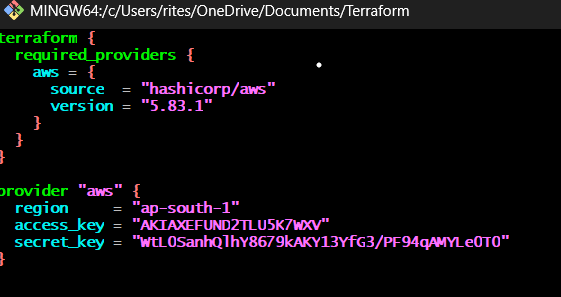 MINGW64:/c/Users/rites/OneDrive/Documents/Terraform
terraform {
required_providers {
aws = {
source = "hashicorp/aws"
version = "5.83.1"
}
}
}
provider "aws" {
region = "ap-south-1"
access_key = "AKIAXEFUND2TLU5K7WXV"
secret_key = "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"
}